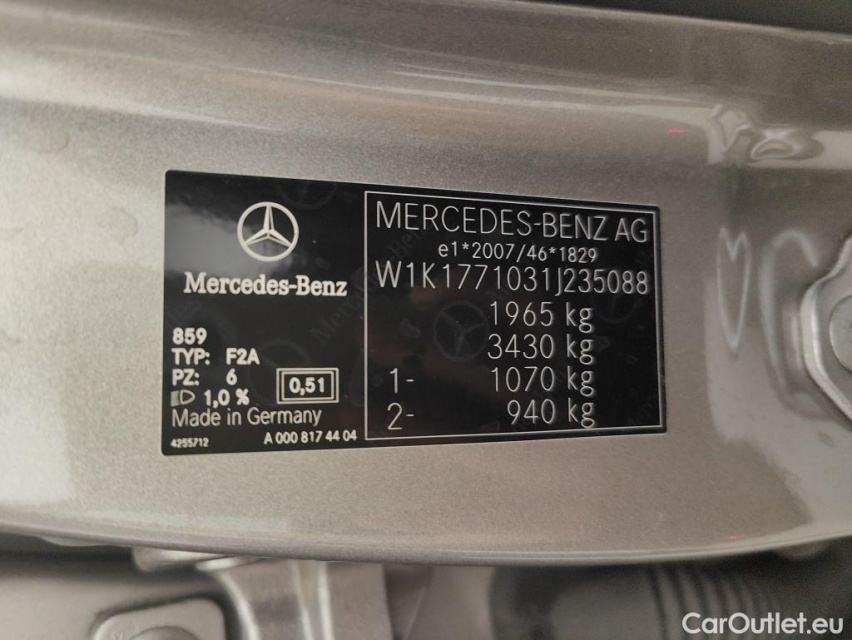 Mercedes-Benz
859
TYP: F2A
PZ: 6
1,0 %
0,51
Made in Germany
4255712 A 000 817 44 04
MERCEDES-BENZ AG
e1*2007/46*1829
W1K1771031J235088
1965 kg
3430 kg
1- 1070 kg
2- 940 kg
CarOutlet.eu